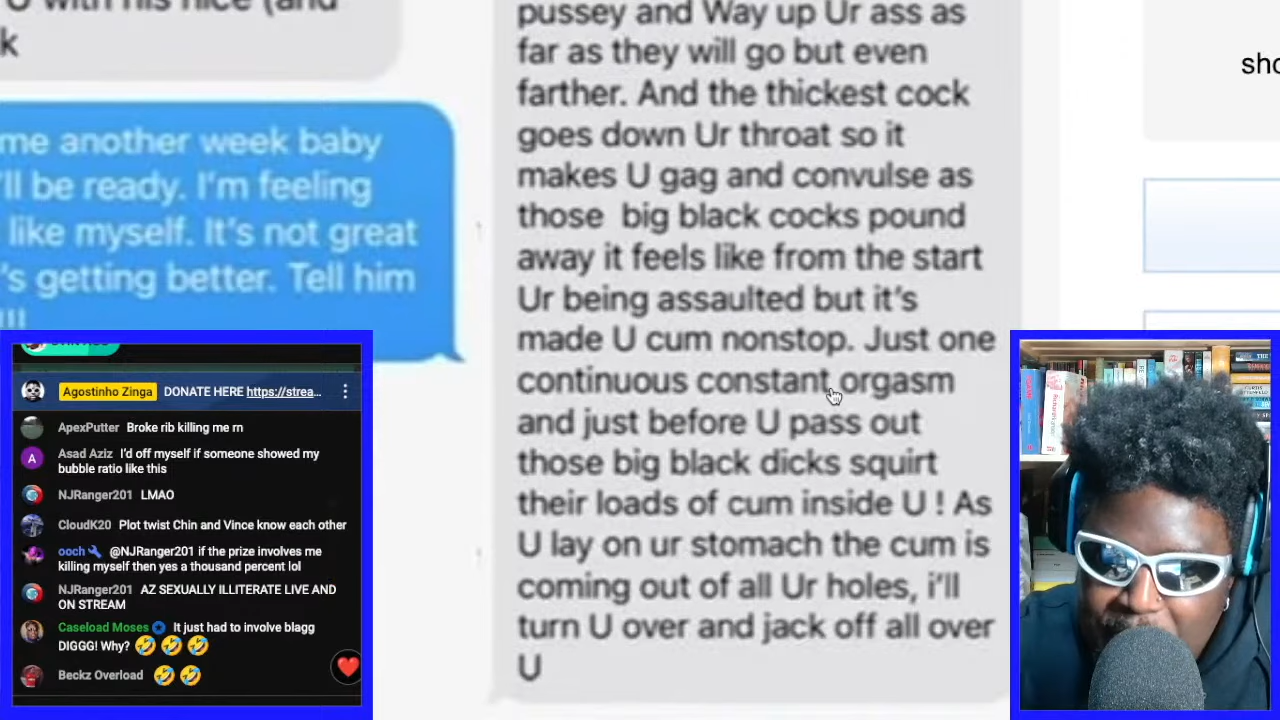 U with his nice (and
k
me another week baby
'll be ready. I'm feeling
like myself. It's not great
's getting better. Tell him
!!!
pussey and Way up Ur ass as
far as they will go but even
farther. And the thickest cock
goes down Ur throat so it
makes U gag and convulse as
those big black cocks pound
away it feels like from the start
Ur being assaulted but it's
made U cum nonstop. Just one
continuous constant orgasm
and just before U pass out
those big black dicks squirt
their loads of cum inside U ! As
U lay on ur stomach the cum is
coming out of all Ur holes, i'll
turn U over and jack off all over
U
sho
Agostinho Zinga DONATE HERE https://strea...
ApexPutter Broke rib killing me rn
A Asad Aziz I'd off myself if someone showed my
bubble ratio like this
NJRanger201 LMAO
CloudK20 Plot twist Chin and Vince know each other
ooch @NJRanger201 if the prize involves me
killing myself then yes a thousand percent lol
NJRanger201 AZ SEXUALLY ILLITERATE LIVE AND
ON STREAM
Caseload Moses It just had to involve blagg
DIGGG! Why? 🤣 🤣 🤣
Beckz Overload 🤣 🤣